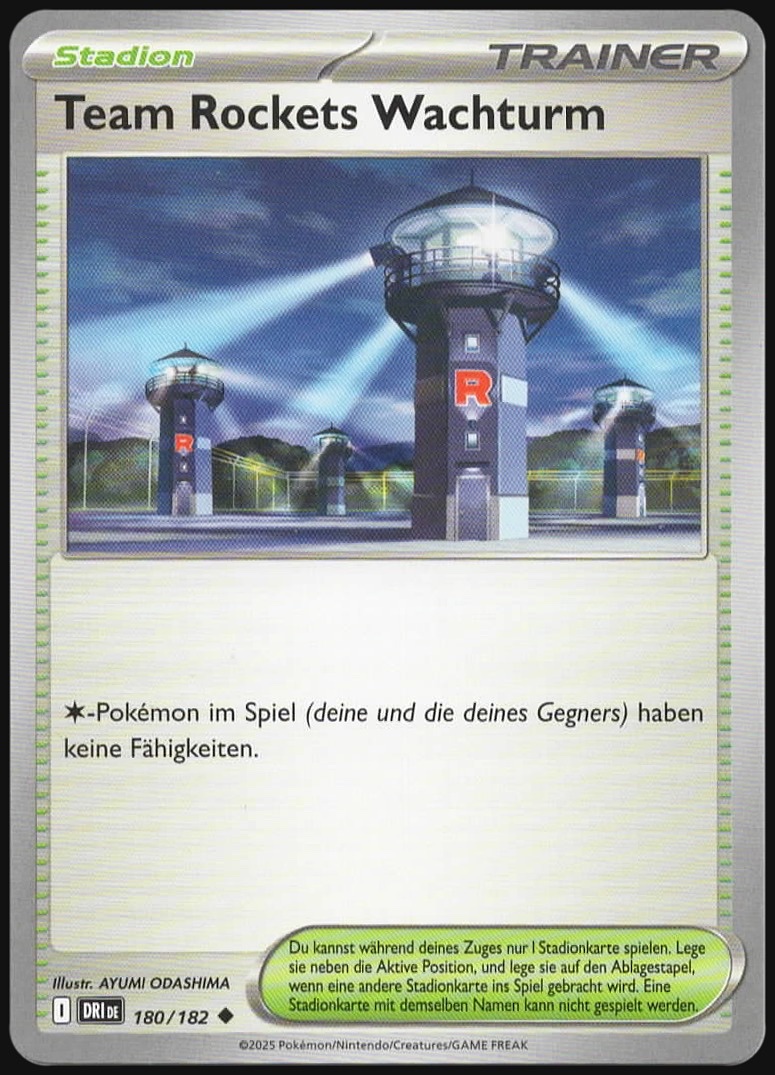 Stadion
TRAINER
Team Rockets Wachturm
R
R
-Pokémon im Spiel (deine und die deines Gegners) haben
keine Fähigkeiten.
Du kannst während deines Zuges nur 1 Stadionkarte spielen. Lege
sie neben die Aktive Position, und lege sie auf den Ablagestapel,
wenn eine andere Stadionkarte ins Spiel gebracht wird. Eine
Stadionkarte mit demselben Namen kann nicht gespielt werden.
Illustr. AYUMI ODASHIMA
I DRI DE 180/182
©2025 Pokémon/Nintendo/Creatures/GAME FREAK